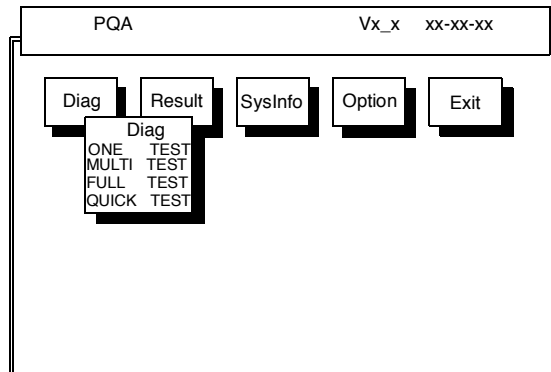 PQA Vx_x xx-xx-xx
Diag Result SysInfo Option Exit
Diag
ONE TEST
MULTI TEST
FULL TEST
QUICK TEST